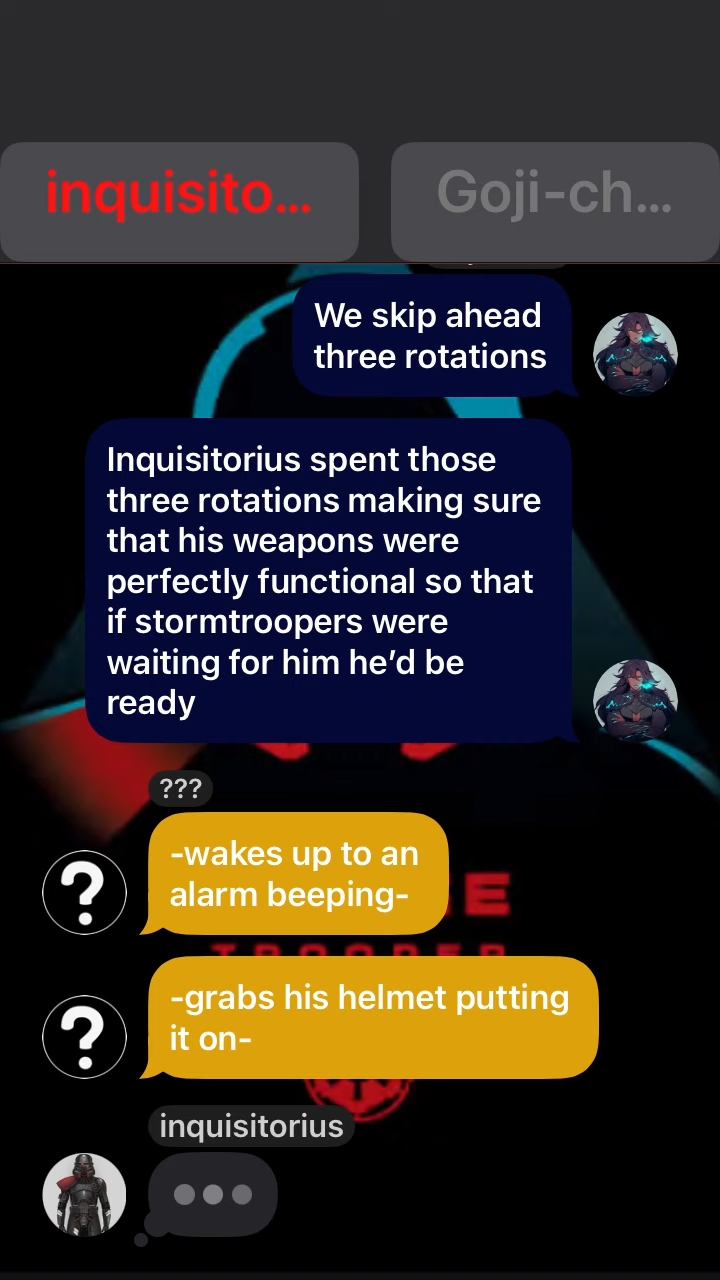 inquisito...
Goji-ch...
We skip ahead
three rotations
Inquisitorius spent those
three rotations making sure
that his weapons were
perfectly functional so that
if stormtroopers were
waiting for him he’d be
ready
???
-wakes up to an
alarm beeping-
E
TROOPER
-grabs his helmet putting
it on-
inquisitorius